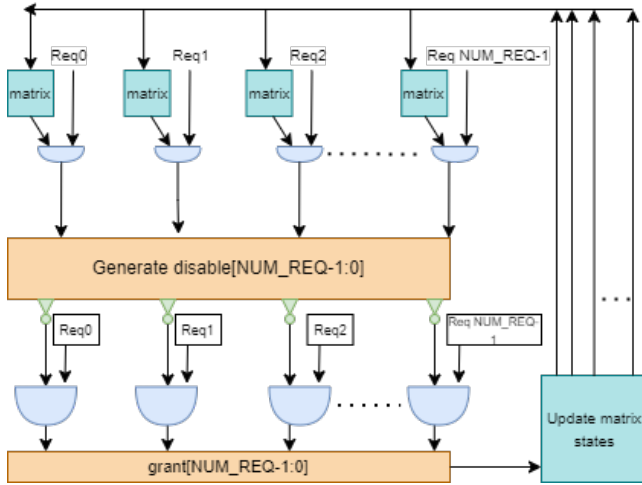 Req0
Req1
Req2
Req NUM_REQ-1
matrix
matrix
matrix
matrix
Generate disable[NUM_REQ-1:0]
Req0
Req1
Req2
Req NUM_REQ-
1
Update matrix
states
grant[NUM_REQ-1:0]